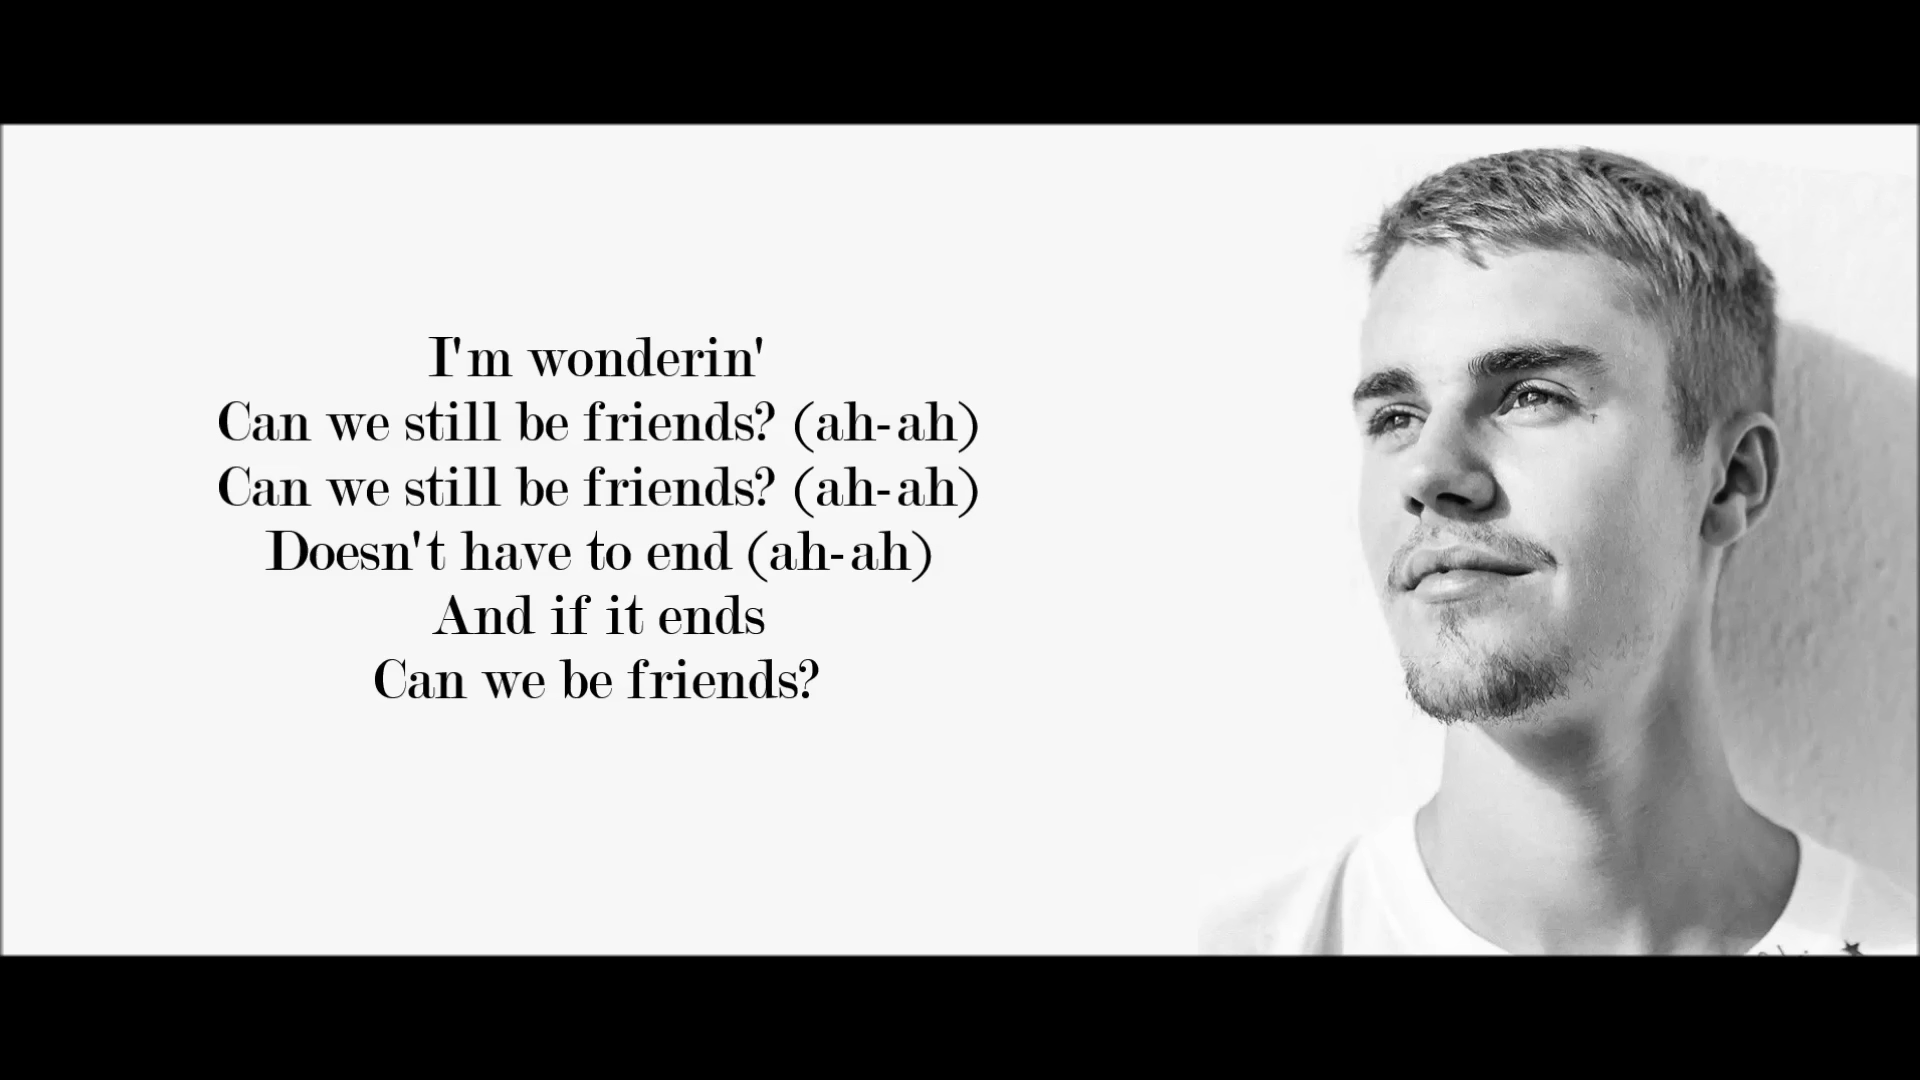 I'm wonderin'
Can we still be friends? (ah-ah)
Can we still be friends? (ah-ah)
Doesn't have to end (ah-ah)
And if it ends
Can we be friends?